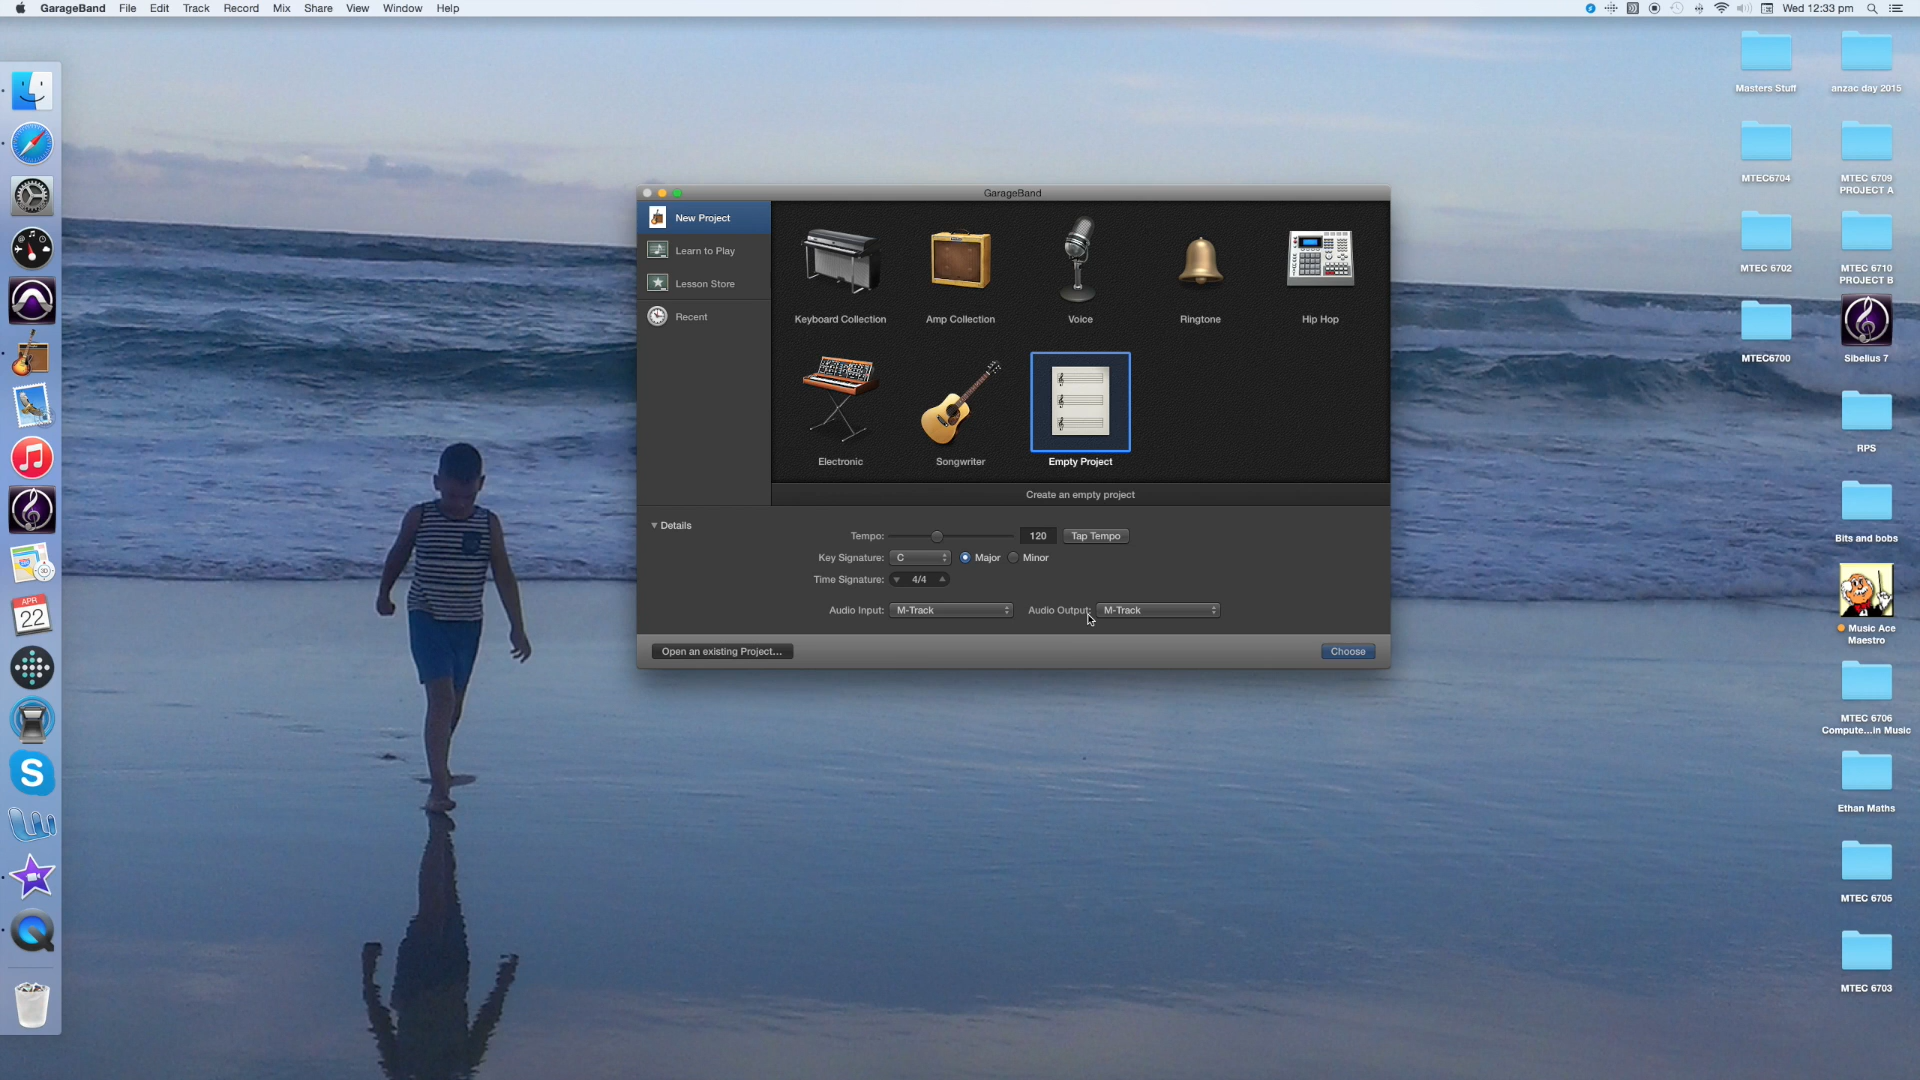 GarageBand File Edit Track Record Mix Share View Window Help
Wed 12:33 pm
Masters Stuff
anzac day 2015
MTEC6704
MTEC 6709
PROJECT A
MTEC 6702
MTEC 6710
PROJECT B
MTEC6700
Sibelius 7
RPS
Bits and bobs
Music Ace
Maestro
MTEC 6706
Compute...in Music
Ethan Maths
MTEC 6705
MTEC 6703
APR
22
S
GarageBand
New Project
Learn to Play
Lesson Store
Recent
Keyboard Collection
Amp Collection
Voice
Ringtone
Hip Hop
Electronic
Songwriter
Empty Project
Create an empty project
Details
Tempo: 120 Tap Tempo
Key Signature: C Major Minor
Time Signature: 4/4
Audio Input: M-Track Audio Output: M-Track
Open an existing Project...
Choose